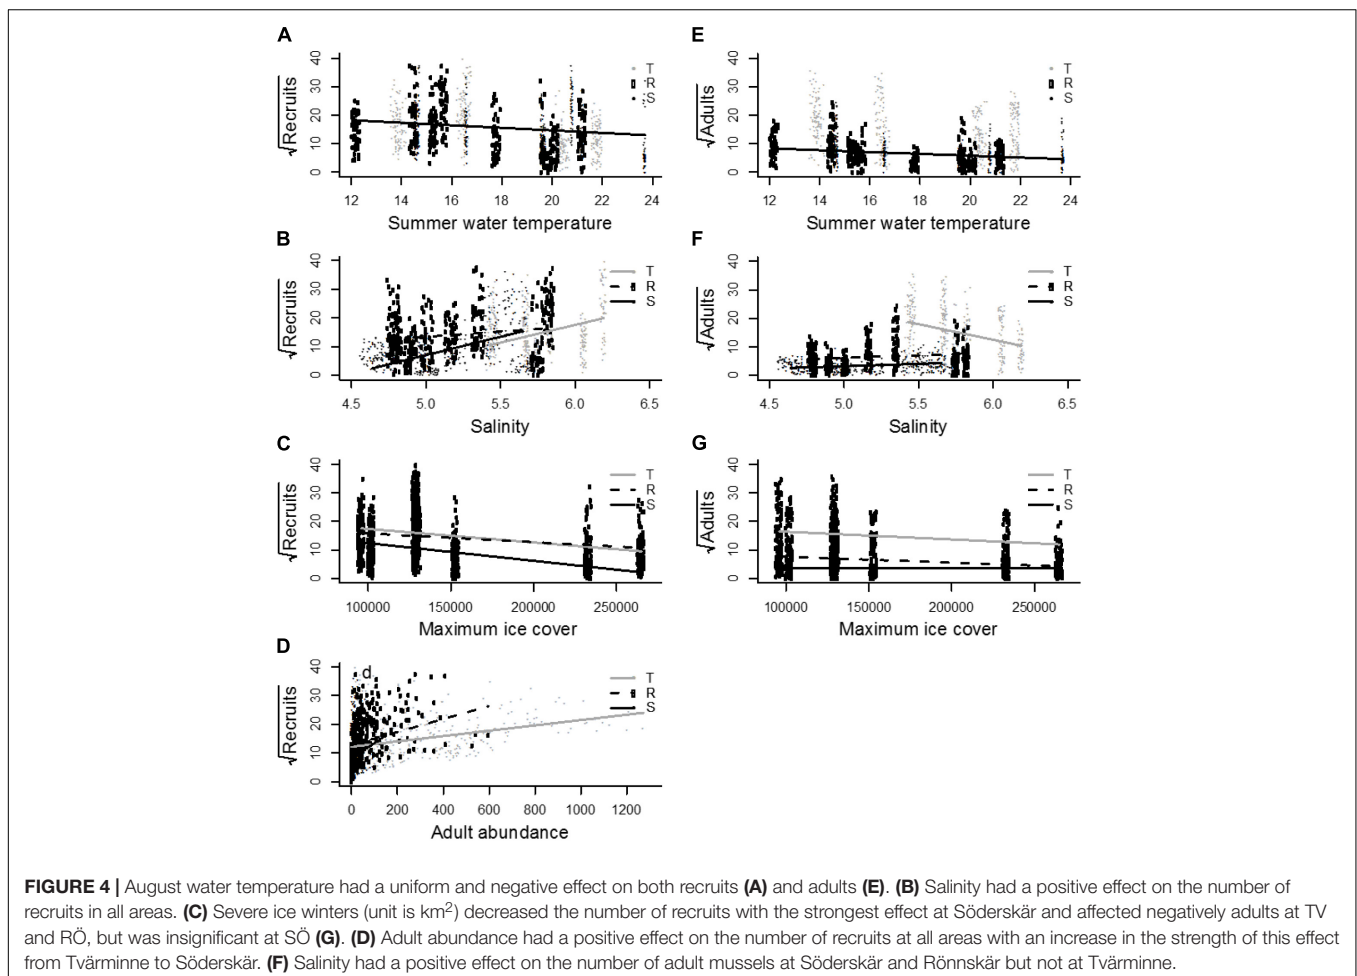 A
√Recruits
0 10 20 30 40
12 14 16 18 20 22 24
Summer water temperature
T
R
S
E
√Adults
0 10 20 30 40
12 14 16 18 20 22 24
Summer water temperature
T
R
S
B
√Recruits
0 10 20 30 40
4.5 5.0 5.5 6.0 6.5
Salinity
T
R
S
F
√Adults
0 10 20 30 40
4.5 5.0 5.5 6.0 6.5
Salinity
T
R
S
C
√Recruits
0 10 20 30 40
100000 150000 200000 250000
Maximum ice cover
T
R
S
G
√Adults
0 10 20 30 40
100000 150000 200000 250000
Maximum ice cover
T
R
S
D
d
√Recruits
0 10 20 30 40
0 200 400 600 800 1000 1200
Adult abundance
T
R
S
FIGURE 4 | August water temperature had a uniform and negative effect on both recruits (A) and adults (E). (B) Salinity had a positive effect on the number of
recruits in all areas. (C) Severe ice winters (unit is km²) decreased the number of recruits with the strongest effect at Söderskär and affected negatively adults at TV
and RÖ, but was insignificant at SÖ (G). (D) Adult abundance had a positive effect on the number of recruits at all areas with an increase in the strength of this effect
from Tvärminne to Söderskär. (F) Salinity had a positive effect on the number of adult mussels at Söderskär and Rönnskär but not at Tvärminne.